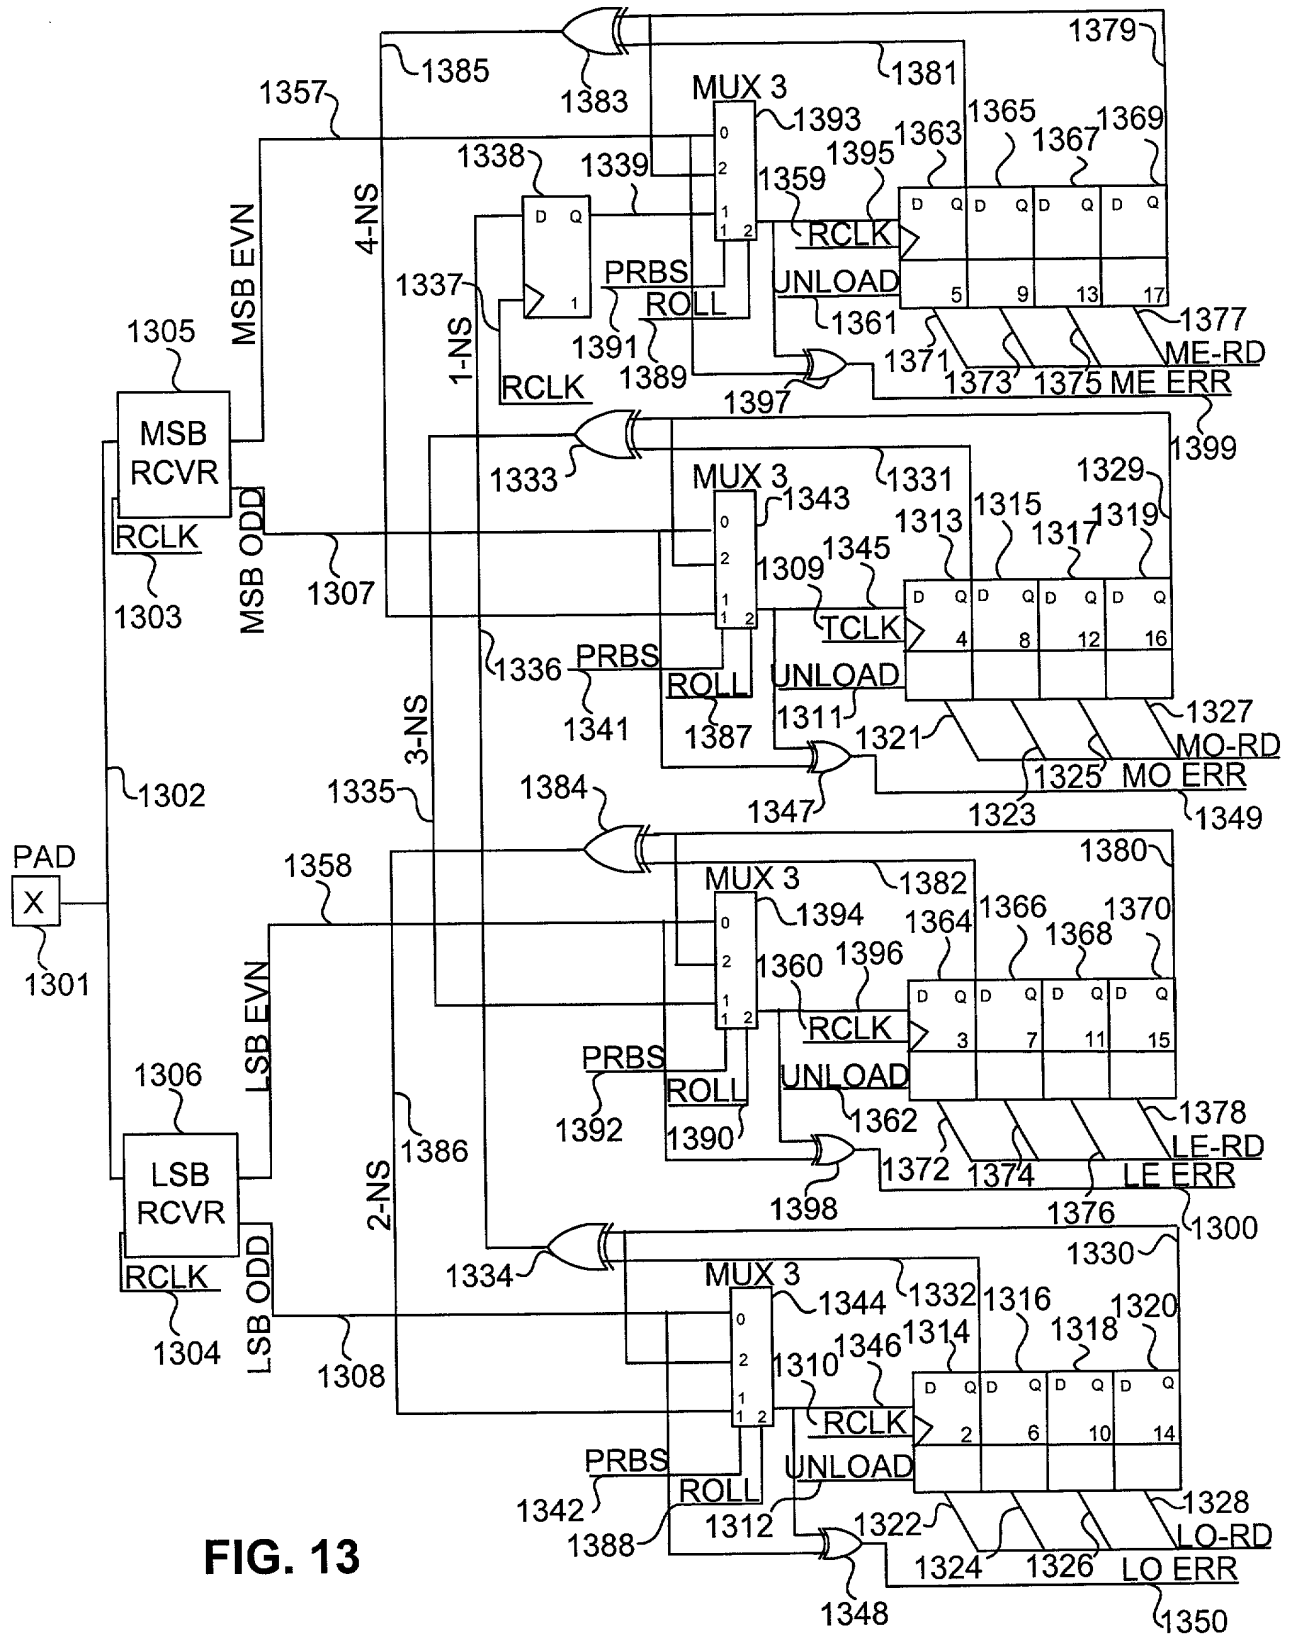 1379
1385
1383
1381
MUX 3
1357
1393
1365
1369
1363
1367
0
1338
1339
1395
2
1359
D Q
1
D Q D Q D Q D Q
1 2
RCLK
4-NS
MSB EVN
PRBS
UNLOAD
1337
ROLL
1
5 9 13 17
1361
1377
1305
1391
1371
ME-RD
1-NS
1389
1373
1375
ME ERR
RCLK
1397
MSB
RCVR
1399
1333
MUX 3
1331
1329
1343
1315
1319
1313
1317
RCLK
MSB ODD
0
1345
2
1309
1303
1307
1
D Q D Q D Q D Q
1 2
TCLK
4 8 12 16
PRBS
1336
ROLL
UNLOAD
1341
1387
1311
1321
1327
3-NS
MO-RD
1325
MO ERR
1302
1335
1384
1347
1323
1349
PAD
1380
1358
MUX 3
1382
X
1394
1364
1366
1370
1368
0
1396
1301
2
1360
LSB EVN
1
D Q D Q D Q D Q
1 2
RCLK
3 7 11 15
PRBS
UNLOAD
1306
ROLL
1362
1378
1392
1390
1386
1372
1374
LE-RD
LSB
RCVR
2-NS
LE ERR
1398
1376
1300
1330
RCLK
LSB ODD
1334
MUX 3
1332
1316
1344
1320
1314
1318
0
1346
1304
1308
1310
2
D Q D Q D Q D Q
1
1 2
RCLK
2 6 10 14
PRBS
UNLOAD
ROLL
1342
1312
1322
1328
1388
LO-RD
FIG. 13
1324
1326
LO ERR
1348
1350